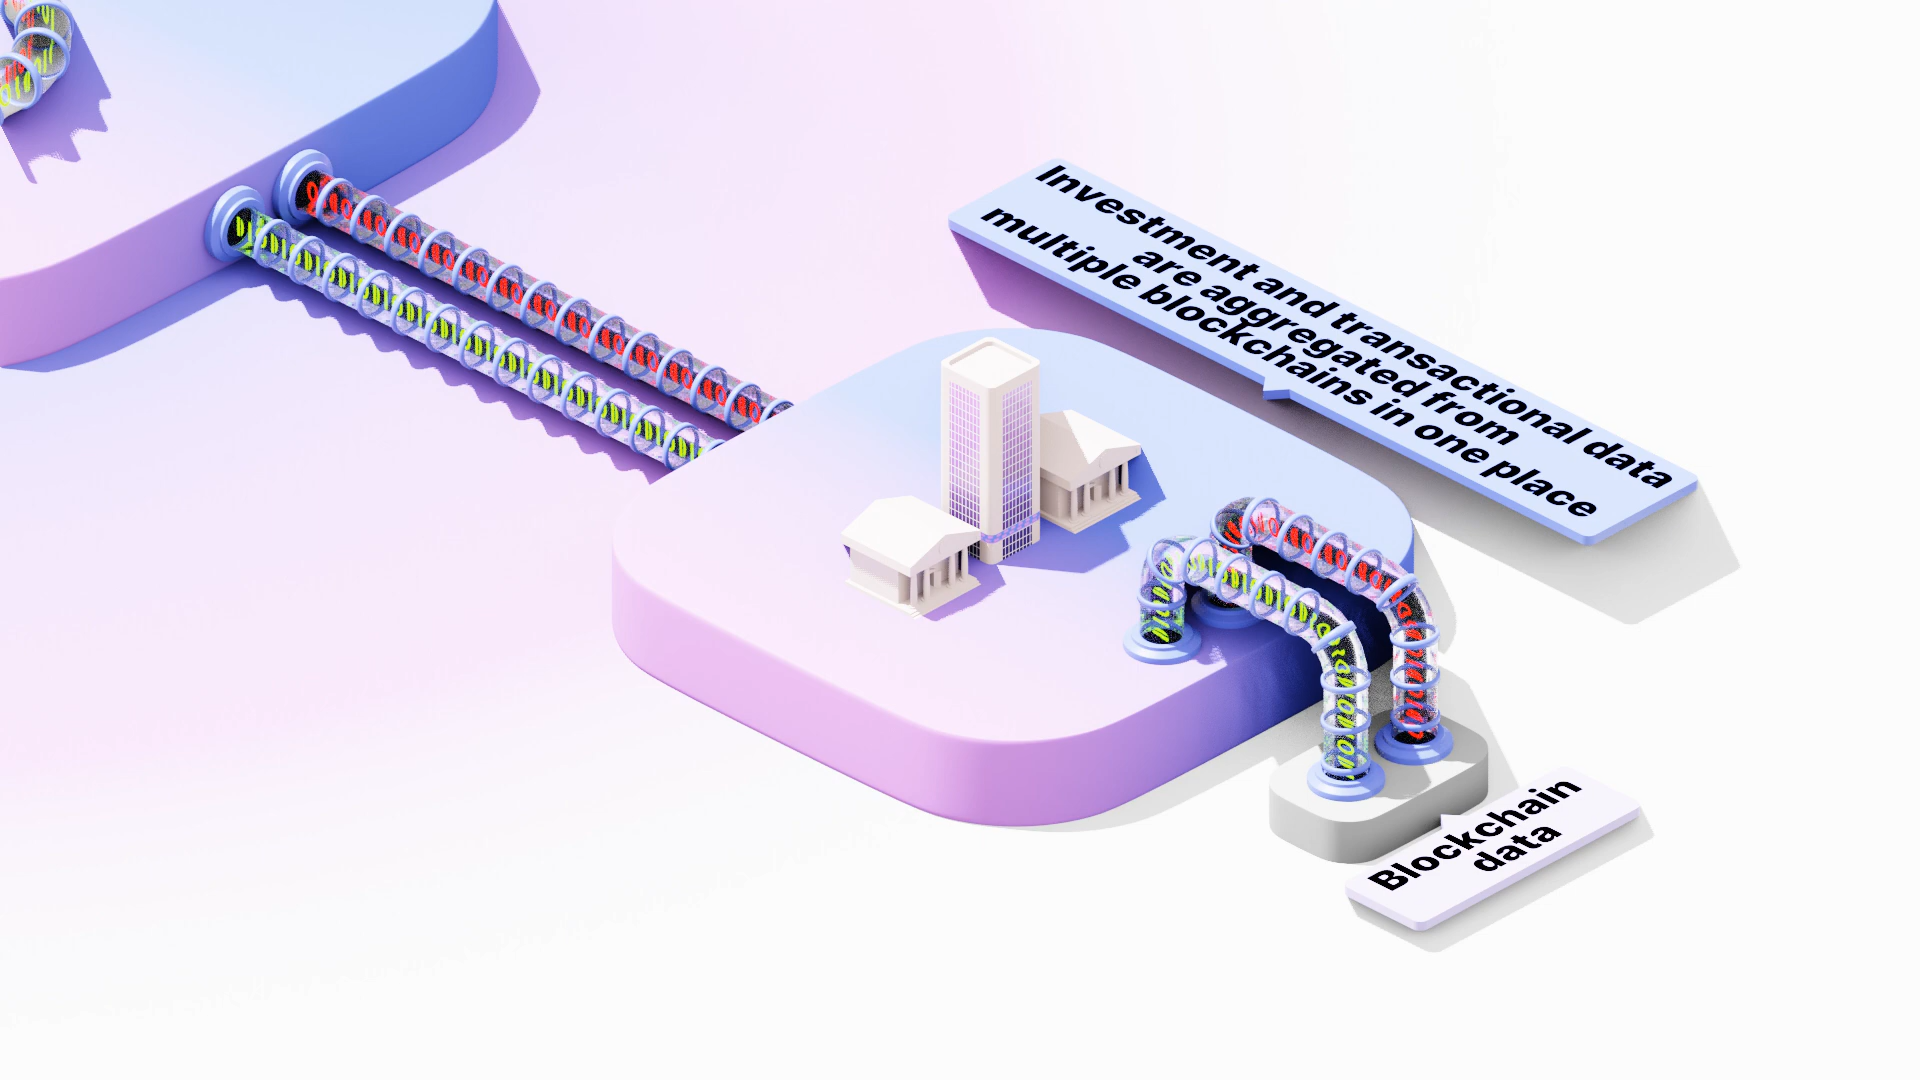 Investment and transactional data
are aggregated from
multiple blockchains in one place
Blockchain
data